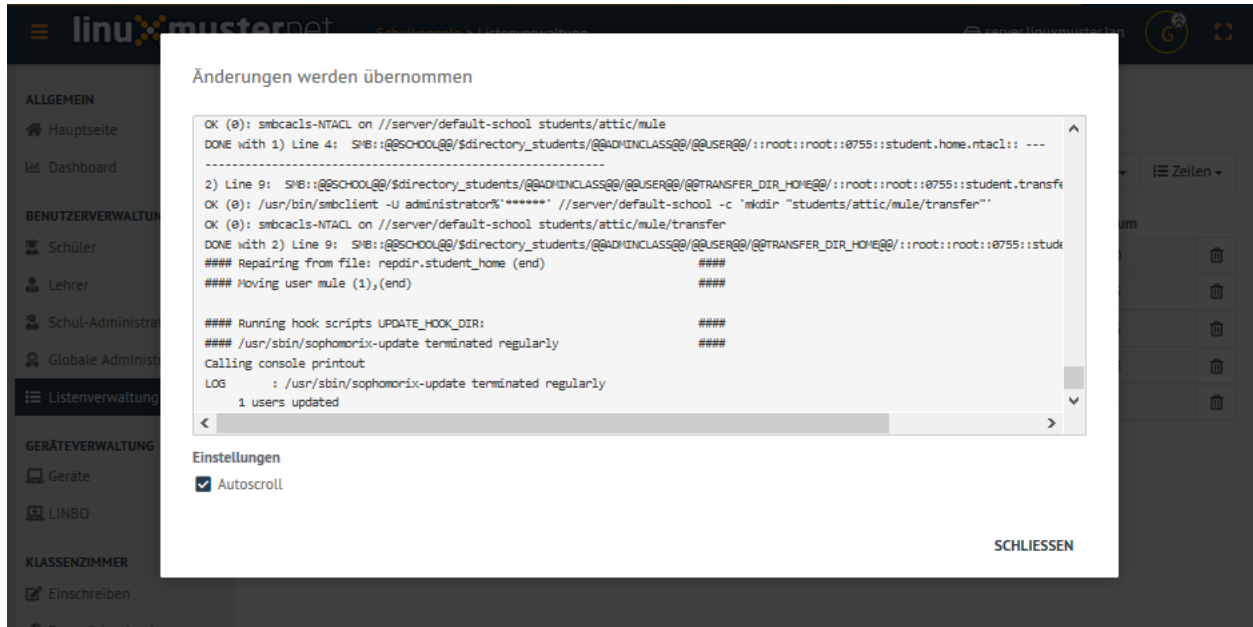 linuxmusternet
Schulkonsole > Listenverwaltung
server.linuxmuster.lan
G
ALLGEMEIN
Hauptseite
Dashboard
BENUTZERVERWALTUN
Schüler
Lehrer
Schul-Administra
Globale Administ
Listenverwaltung
GERÄTEVERWALTUNG
Geräte
LINBO
KLASSENZIMMER
Einschreiben
Zeilen
um
Änderungen werden übernommen
OK (0): smbcacls-NTACL on //server/default-school students/attic/mule
DONE with 1) Line 4:  SMB::@@SCHOOL@@/$directory_students/@@ADMINCLASS@@/@@USER@@/::root::root::0755::student.home.ntacl:: ---
-------------------------------------------------------------
2) Line 9:  SMB::@@SCHOOL@@/$directory_students/@@ADMINCLASS@@/@@USER@@/@@TRANSFER_DIR_HOME@@/::root::root::0755::student.transfe
OK (0): /usr/bin/smbclient -U administrator%'******' //server/default-school -c 'mkdir "students/attic/mule/transfer"'
OK (0): smbcacls-NTACL on //server/default-school students/attic/mule/transfer
DONE with 2) Line 9:  SMB::@@SCHOOL@@/$directory_students/@@ADMINCLASS@@/@@USER@@/@@TRANSFER_DIR_HOME@@/::root::root::0755::stude
#### Repairing from file: repdir.student_home (end) ####
#### Moving user mule (1),(end) ####
#### Running hook scripts UPDATE_HOOK_DIR: ####
#### /usr/sbin/sophomorix-update terminated regularly ####
Calling console printout
LOG : /usr/sbin/sophomorix-update terminated regularly
1 users updated
Einstellungen
Autoscroll
SCHLIESSEN